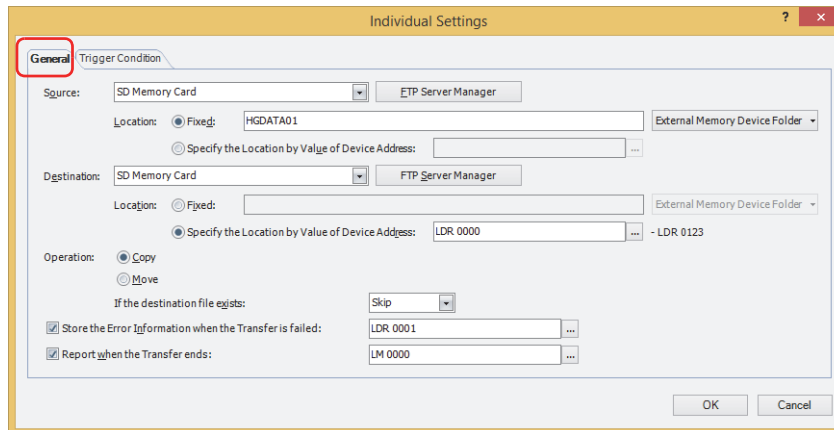 Individual Settings ?
General Trigger Condition
Source: SD Memory Card FTP Server Manager
Location: Fixed: HGDATA01 External Memory Device Folder
Specify the Location by Value of Device Address: ...
Destination: SD Memory Card FTP Server Manager
Location: Fixed: External Memory Device Folder
Specify the Location by Value of Device Address: LDR 0000 ... - LDR 0123
Operation: Copy
Move
If the destination file exists: Skip
Store the Error Information when the Transfer is failed: LDR 0001 ...
Report when the Transfer ends: LM 0000 ...
OK Cancel